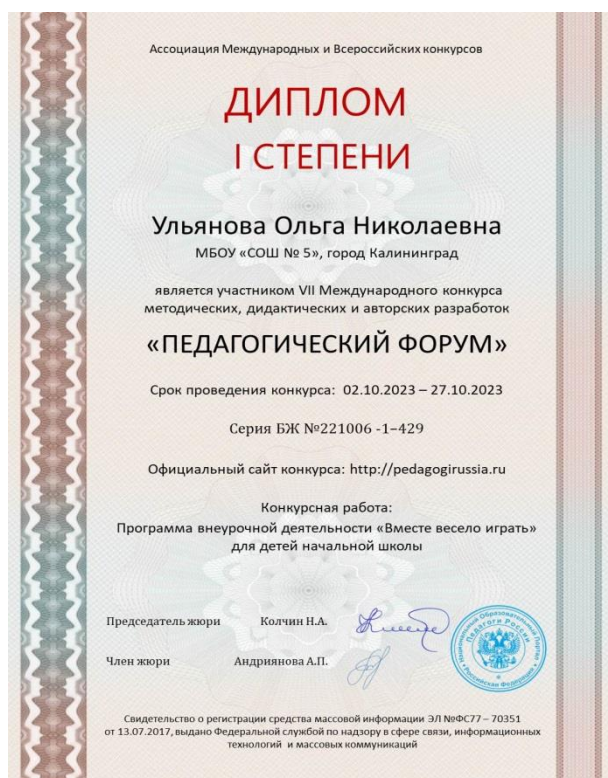 Ассоциация Международных и Всероссийских конкурсов
ДИПЛОМ
I СТЕПЕНИ
Ульянова Ольга Николаевна
МБОУ «СОШ № 5», город Калининград
является участником VII Международного конкурса
методических, дидактических и авторских разработок
«ПЕДАГОГИЧЕСКИЙ ФОРУМ»
Срок проведения конкурса: 02.10.2023 – 27.10.2023
Серия БЖ №221006 -1–429
Официальный сайт конкурса: http://pedagogirussia.ru
Конкурсная работа:
Программа внеурочной деятельности «Вместе весело играть»
для детей начальной школы
Председатель жюри Колчин Н.А.
Член жюри Андриянова А.П.
Педагоги России
Свидетельство о регистрации средства массовой информации ЭЛ №ФС77 – 70351
от 13.07.2017, выдано Федеральной службой по надзору в сфере связи, информационных
технологий и массовых коммуникаций